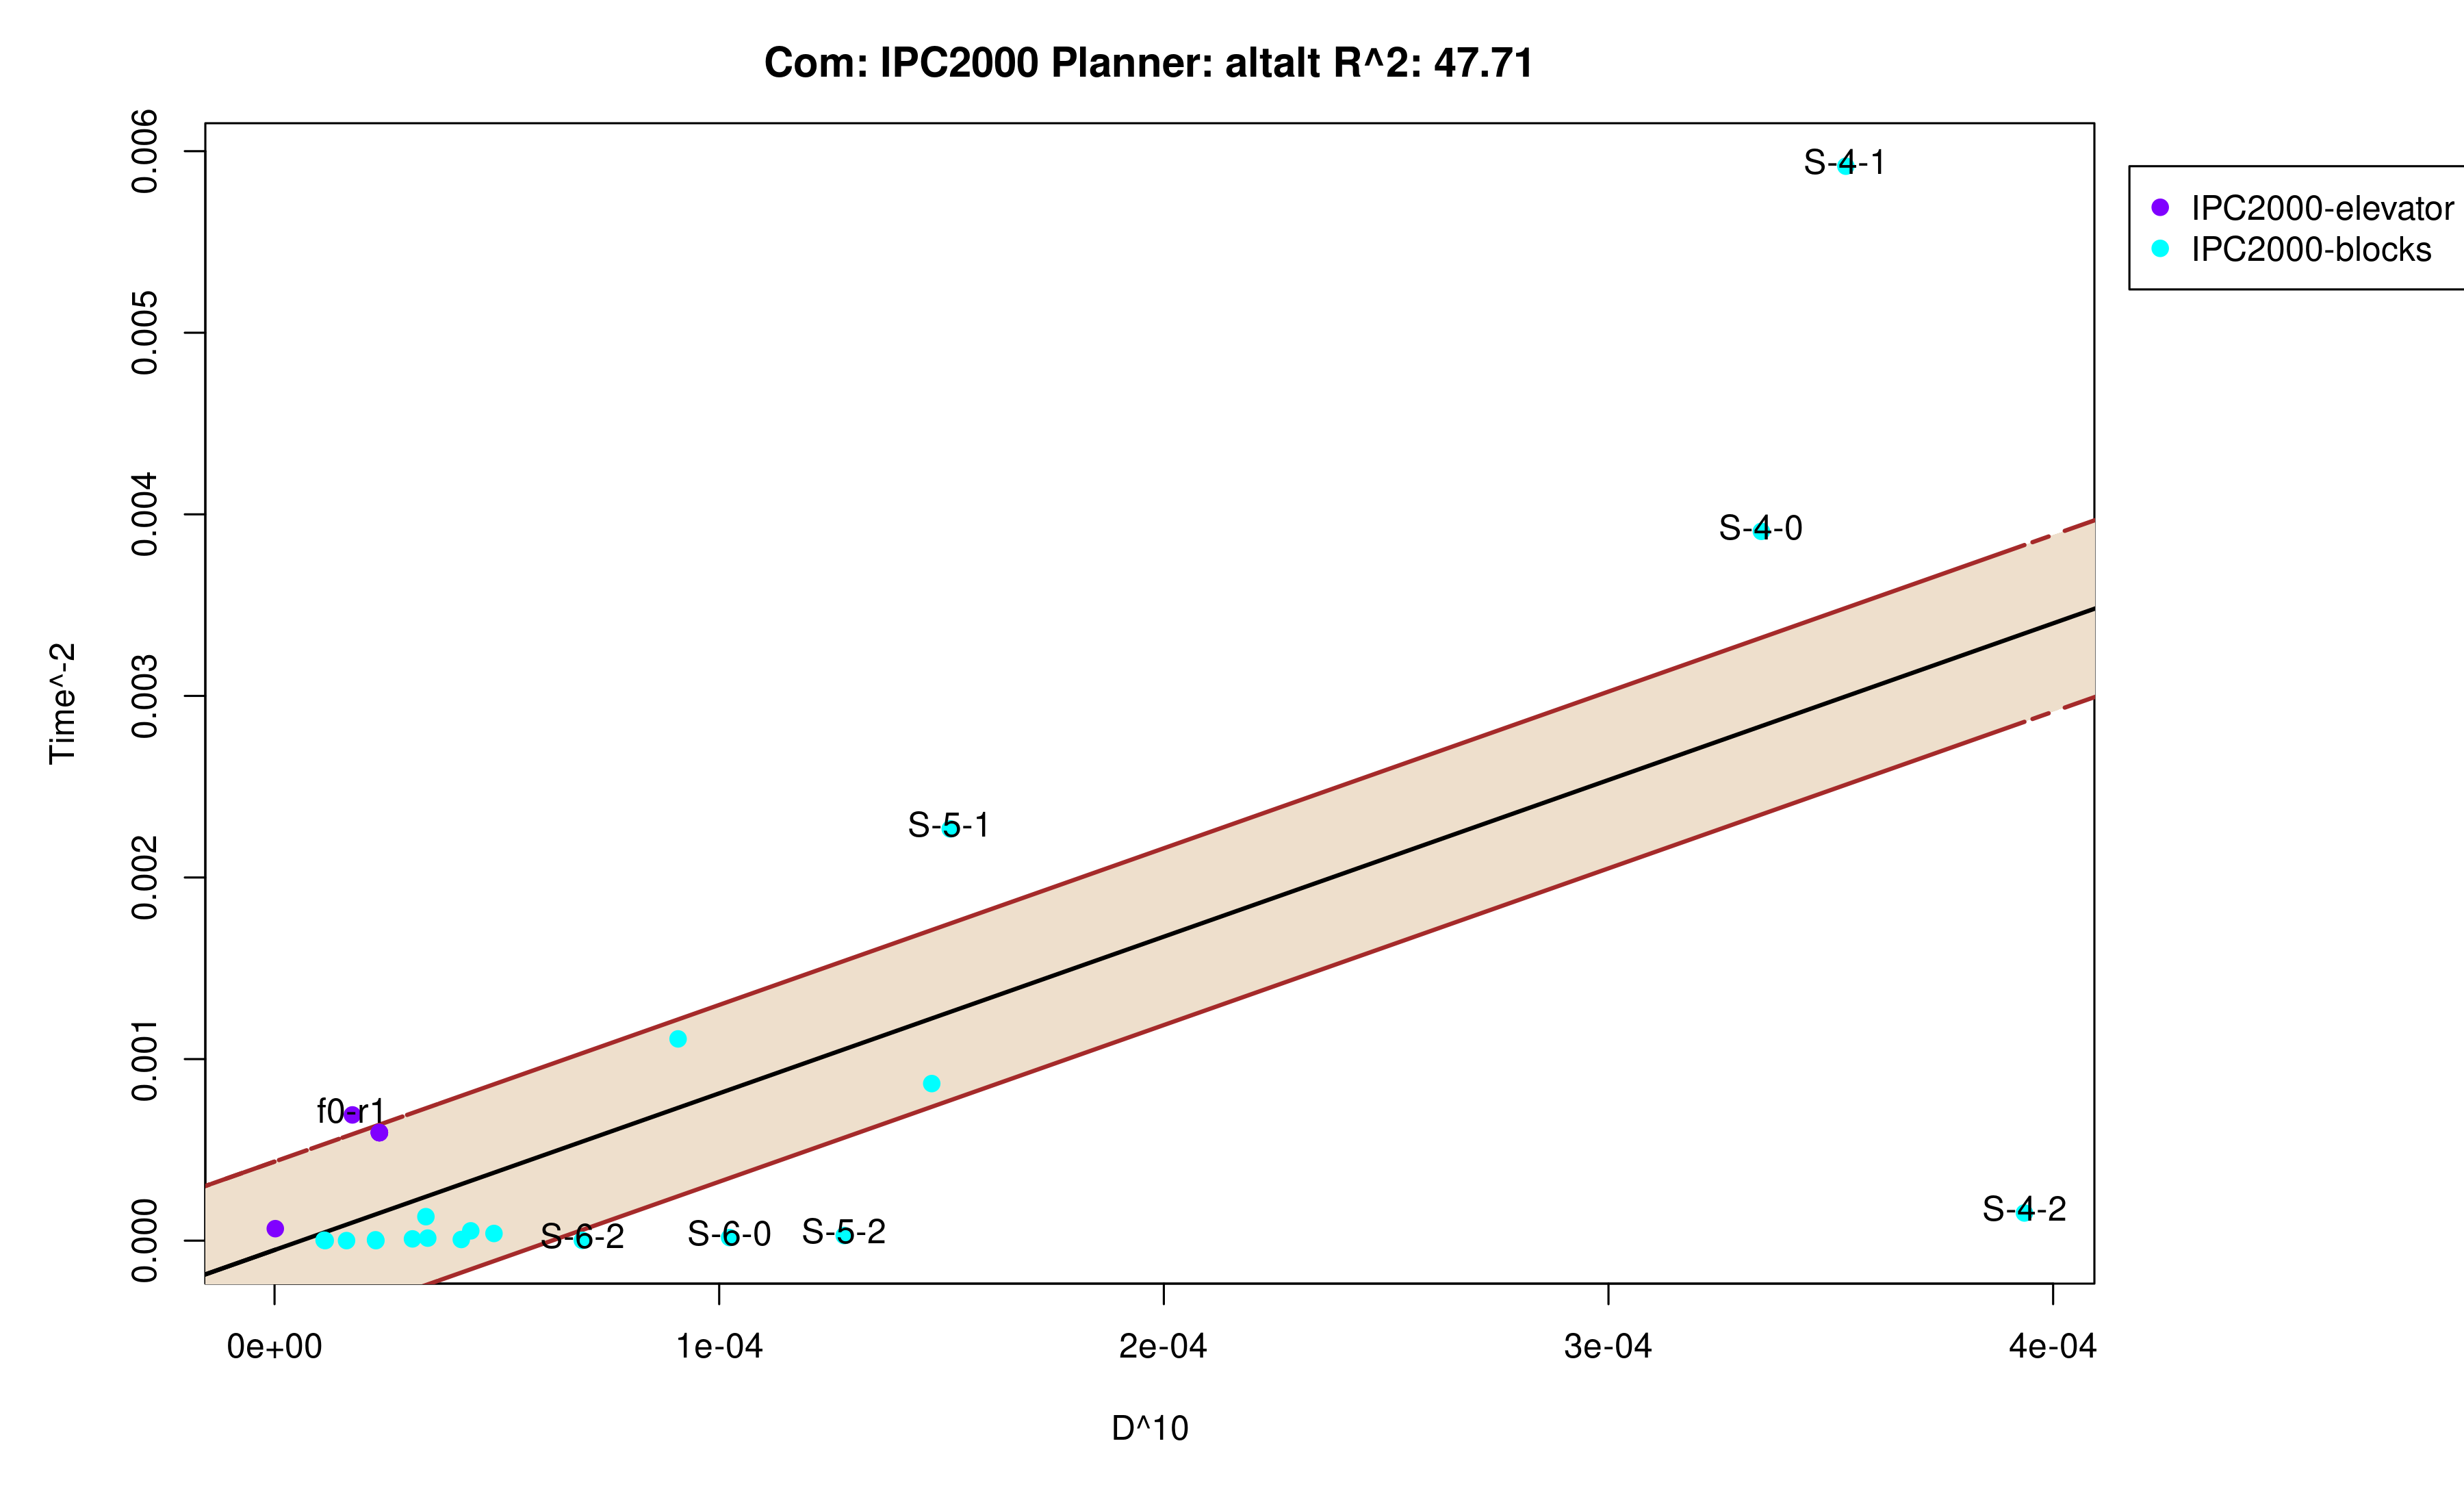 Com: IPC2000 Planner: altalt R^2: 47.71
IPC2000-elevator
IPC2000-blocks
Time^-2
0.006
0.005
0.004
0.003
0.002
0.001
0.000
S-4-1
S-4-0
S-5-1
f0-r1
S-4-2
S-6-2
S-6-0
S-5-2
0e+00
1e-04
2e-04
3e-04
4e-04
D^10